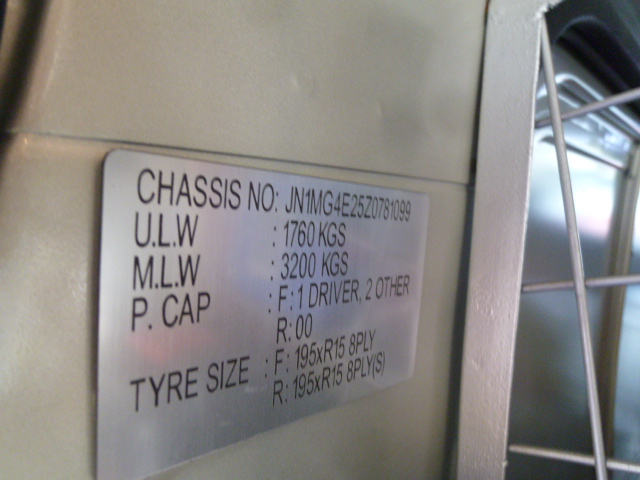 CHASSIS NO: JN1MG4E25Z0781099
U.L.W : 1760 KGS
M.L.W : 3200 KGS
P. CAP : F: 1 DRIVER, 2 OTHER
R: 00
TYRE SIZE : F: 195xR15 8PLY
R: 195xR15 8PLY(S)